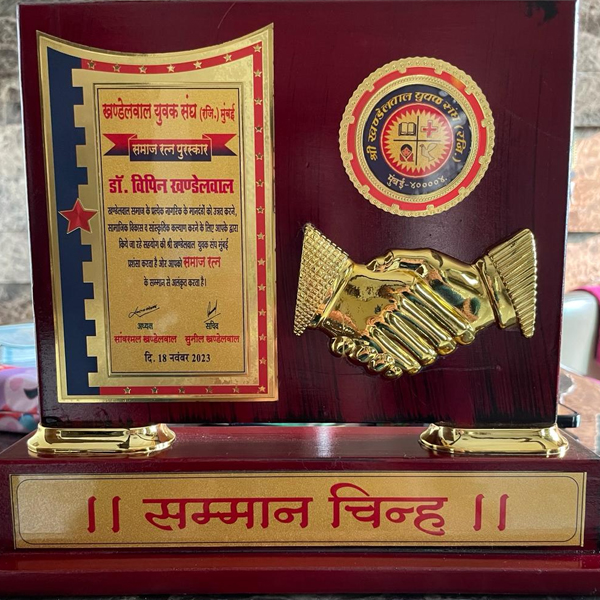 खण्डेलवाल युवक संघ (रजि.) मुंबई
समाज रत्न पुरस्कार
डॉ. विपिन खण्डेलवाल
खण्डेलवाल समाज के प्रत्येक नागरिक के मानदंडों को उन्नत करने,
सामाजिक विकास व सांस्कृतिक कल्याण करने के लिए आपके द्वारा
किये जा रहे सहयोग की श्री खण्डेलवाल युवक संघ मुंबई
प्रशंसा करता है ओर आपको समाज रत्न
के सम्मान से अलंकृत करता है।
अध्यक्ष सचिव
सांवरमल खण्डेलवाल सुनील खण्डेलवाल
दि. 18 नवंबर 2023
श्री खण्डेलवाल युवक संघ (रजि.)
मुंबई-४००००४.
।। सम्मान चिन्ह ।।